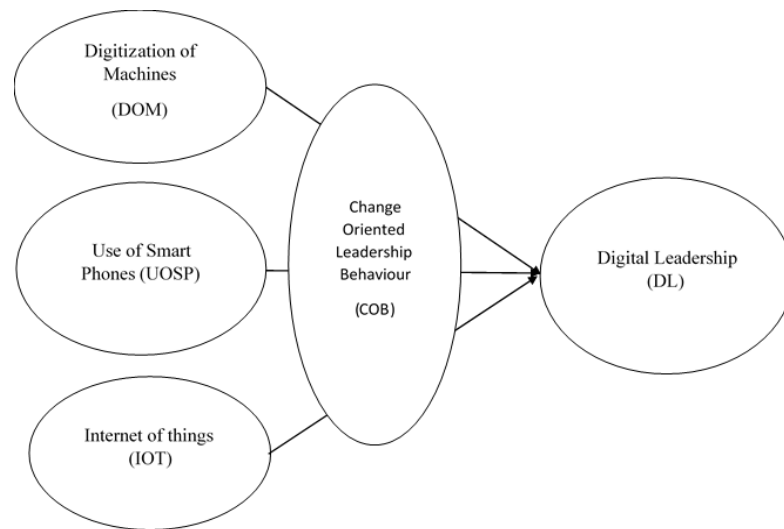 Digitization of
Machines
(DOM)
Use of Smart
Phones (UOSP)
Internet of things
(IOT)
Change
Oriented
Leadership
Behaviour
(COB)
Digital Leadership
(DL)